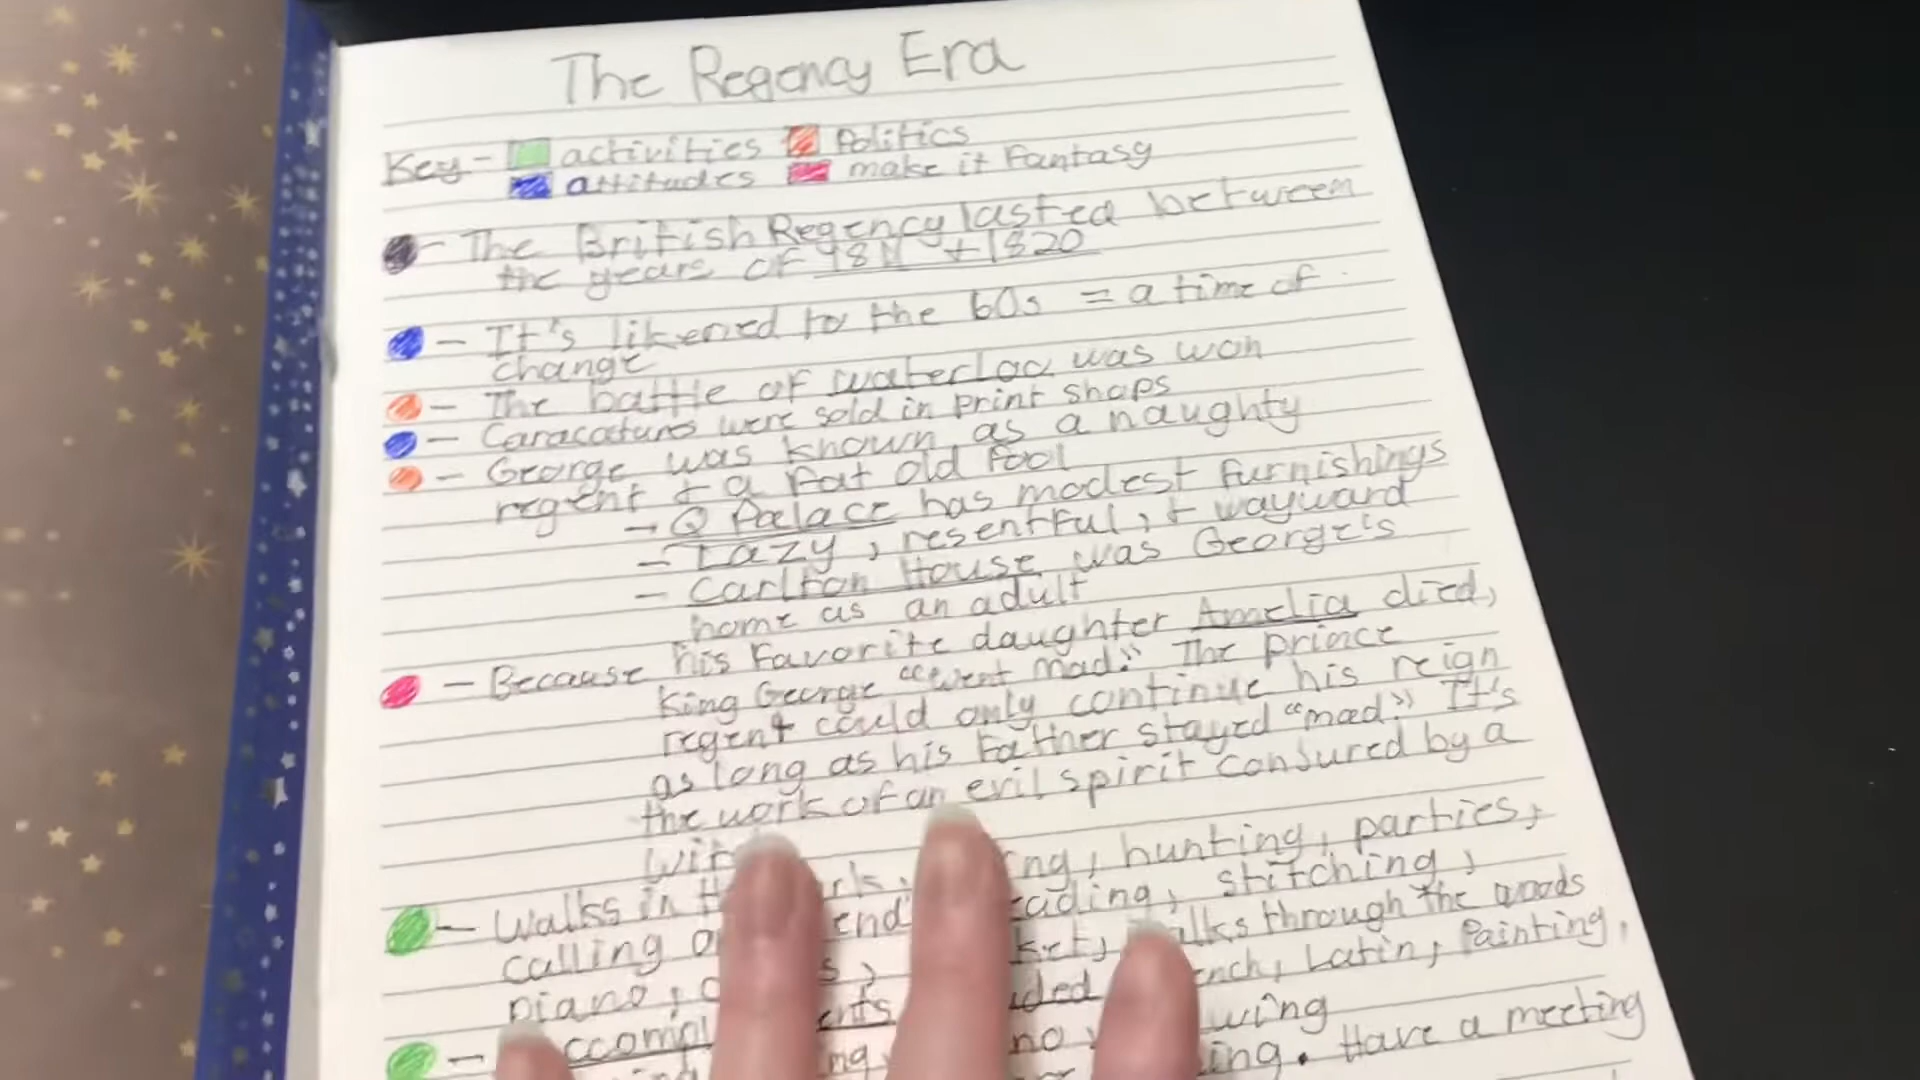 The Regency Era
Key - activities Politics
attitudes make it fantasy
- The British Regency lasted between
the years of 1811 + 1820
- It's likened to the 60s = a time of
change
- The battle of waterloo was won
- Caracatures were sold in print shops
- George was known as a naughty
regent + a fat old fool
→ Q Palace has modest furnishings
- Lazy, resentful, + wayward
- Carlton House was George's
home as an adult
- Because his favorite daughter Amelia died,
King George "went mad." The prince
regent could only continue his reign
as long as his father stayed "mad." It's
the work of an evil spirit conjured by a
- Walks in hunting, parties,
calling stitching,
piano, walks through the woods
Latin, Painting,
Have a meeting